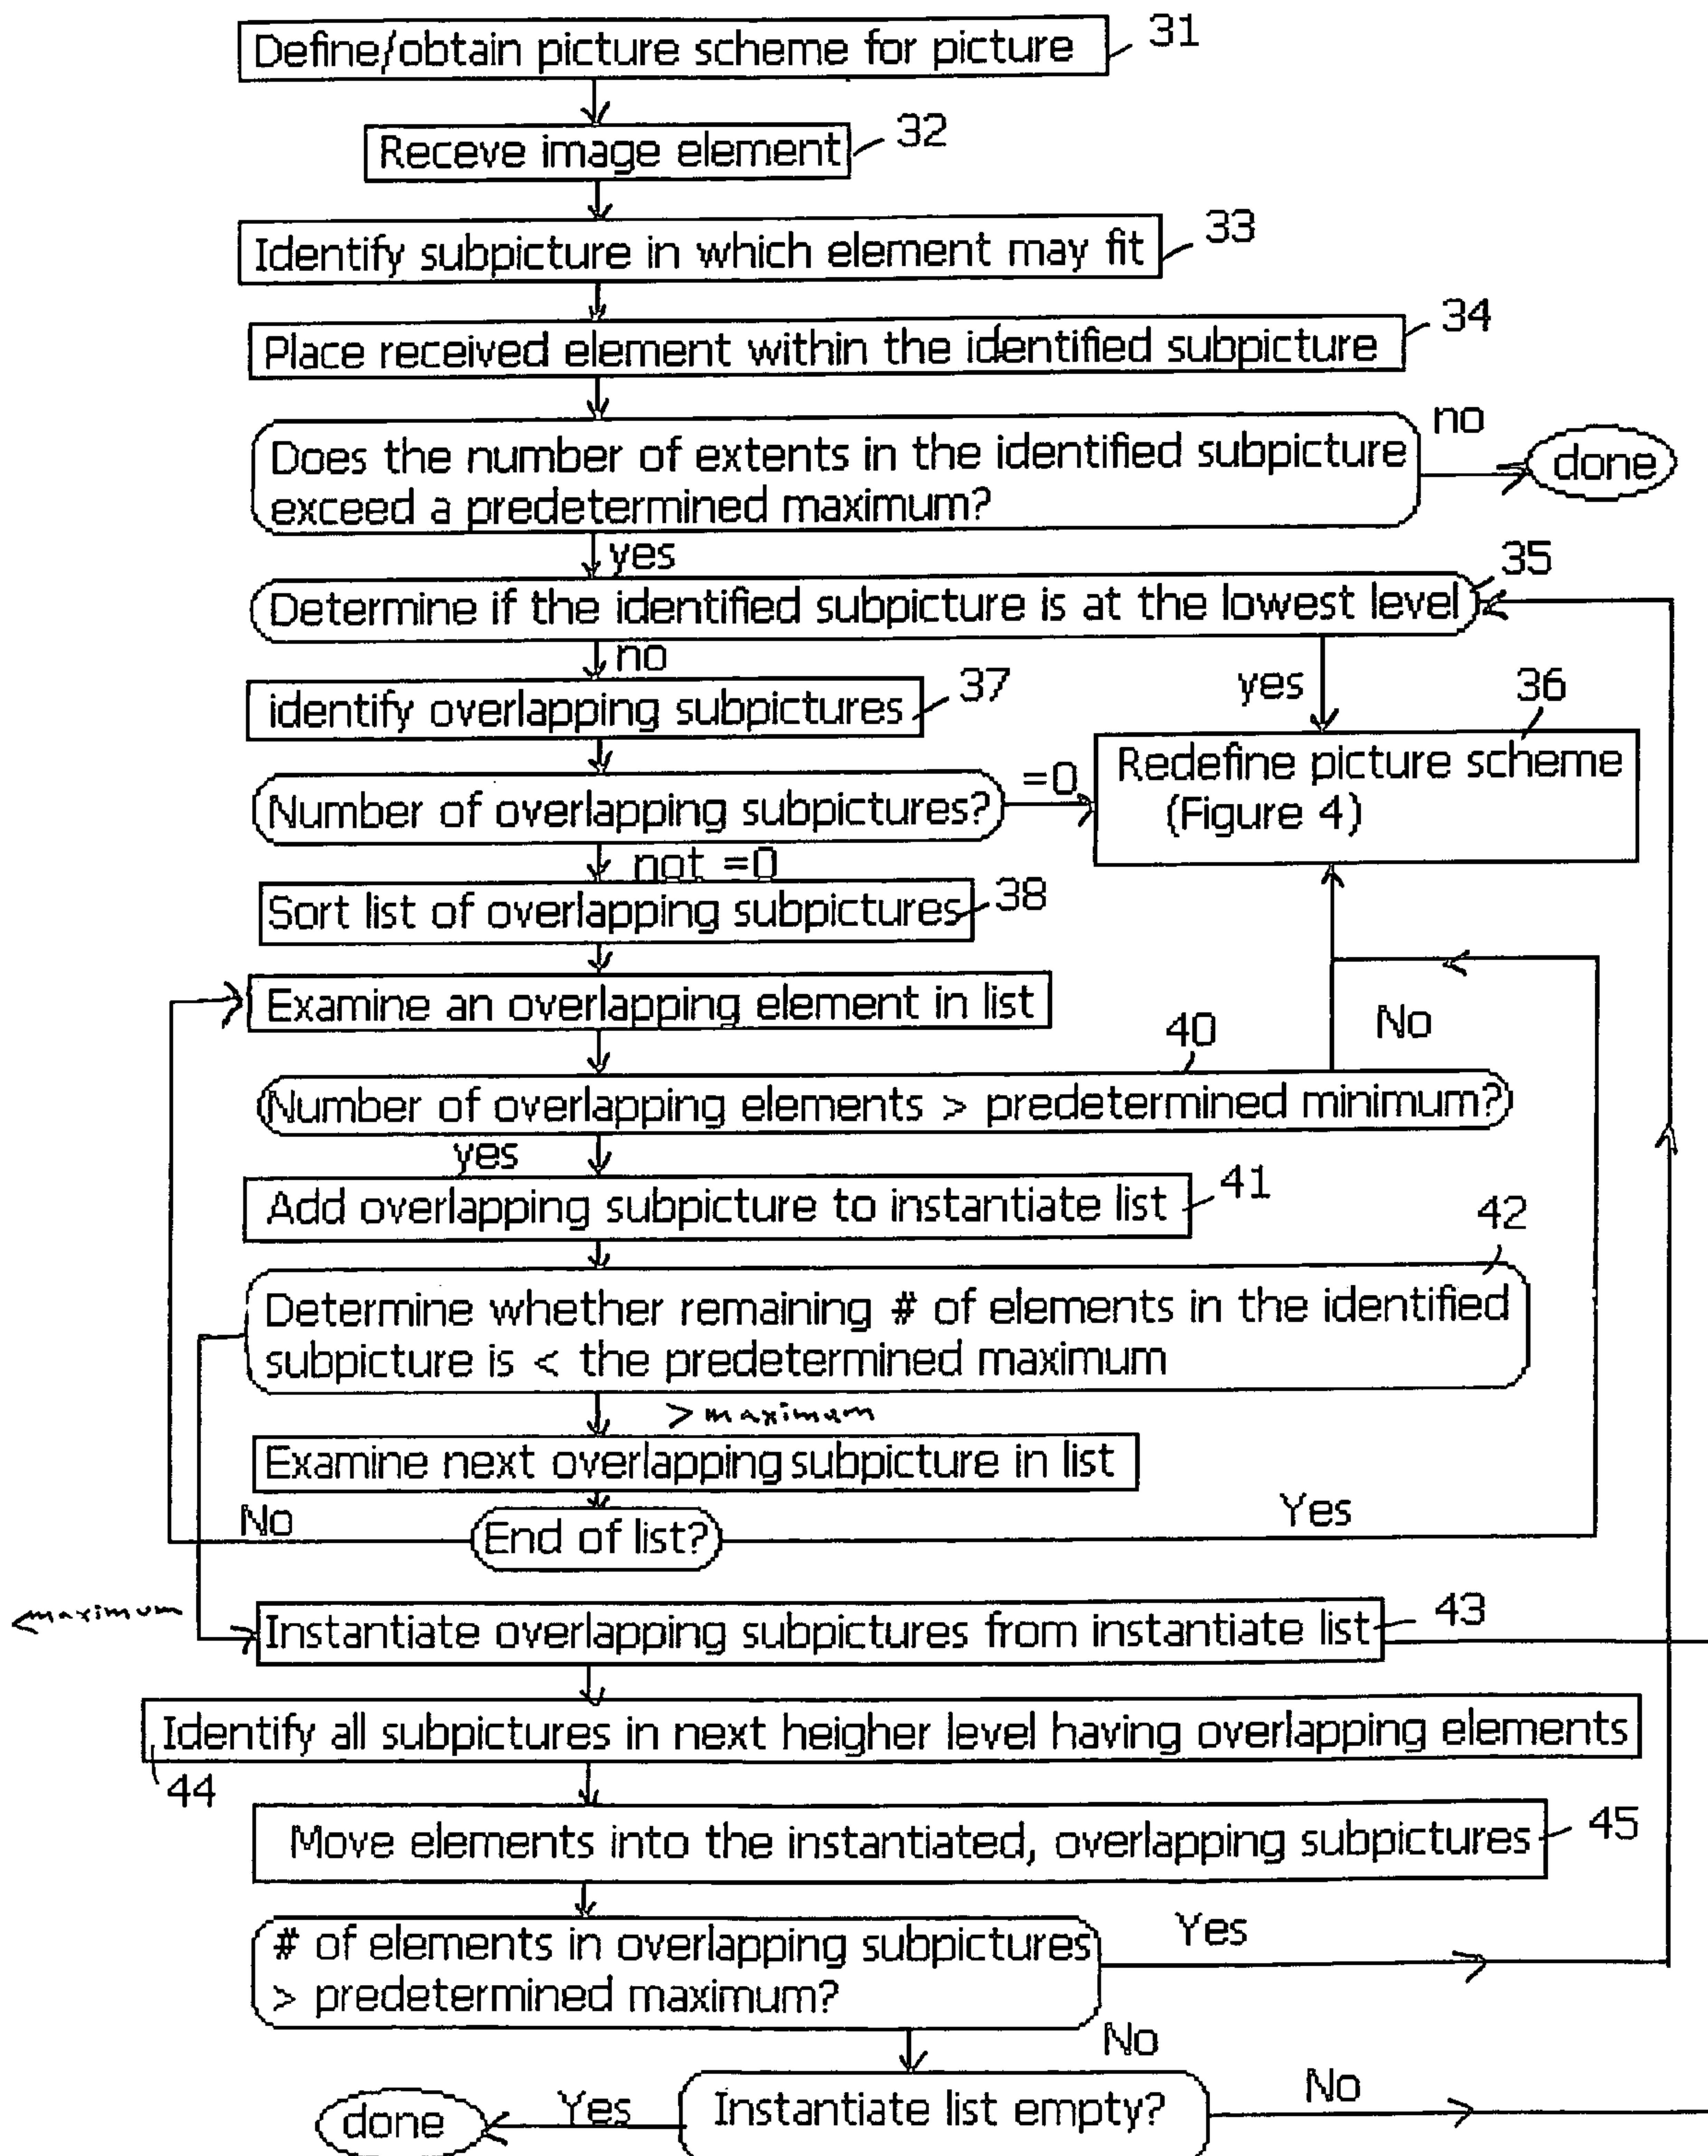 Define/obtain picture scheme for picture
31
Receve image element
32
Identify subpicture in which element may fit
33
Place received element within the identified subpicture
34
Does the number of extents in the identified subpicture
exceed a predetermined maximum?
no
done
yes
35
Determine if the identified subpicture is at the lowest level
no
yes
identify overlapping subpictures
37
36
Redefine picture scheme
(Figure 4)
Number of overlapping subpictures?
=0
not =0
Sort list of overlapping subpictures
38
Examine an overlapping element in list
No
40
Number of overlapping elements > predetermined minimum?
yes
Add overlapping subpicture to instantiate list
41
42
Determine whether remaining # of elements in the identified
subpicture is < the predetermined maximum
> maximum
Examine next overlapping subpicture in list
No
End of list?
Yes
<maximum
Instantiate overlapping subpictures from instantiate list
43
Identify all subpictures in next heigher level having overlapping elements
44
Move elements into the instantiated, overlapping subpictures
45
# of elements in overlapping subpictures
> predetermined maximum?
Yes
No
Instantiate list empty?
No
Yes
done